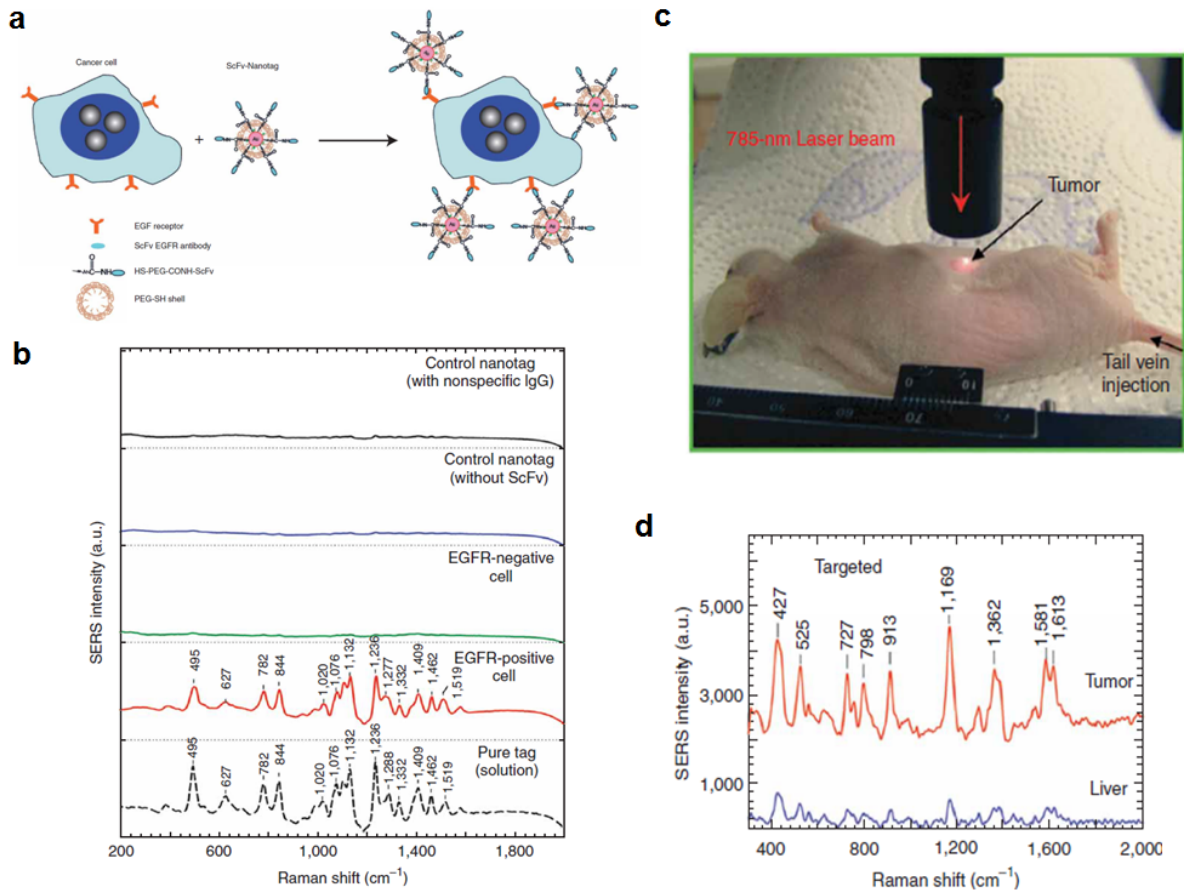 a
Cancer cell
ScFv-Nanotag
+
EGF receptor
ScFv EGFR antibody
HS-PEG-CONH-ScFv
PEG-SH shell
b
Control nanotag
(with nonspecific IgG)
Control nanotag
(without ScFv)
EGFR-negative
cell
EGFR-positive
cell
495
627
782
844
1,020
1,076
1,132
1,236
1,277
1,332
1,409
1,462
1,519
Pure tag
(solution)
495
627
782
844
1,020
1,076
1,132
1,236
1,288
1,332
1,409
1,462
1,519
SERS intensity (a.u.)
200 600 1,000 1,400 1,800
Raman shift (cm⁻¹)
c
785-nm Laser beam
Tumor
Tail vein
injection
0 10
40 50 60 70
d
Targeted
427
525
727
798
913
1,169
1,362
1,581
1,613
Tumor
Liver
5,000
3,000
1,000
SERS intensity (a.u.)
400 800 1,200 1,600 2,000
Raman shift (cm⁻¹)